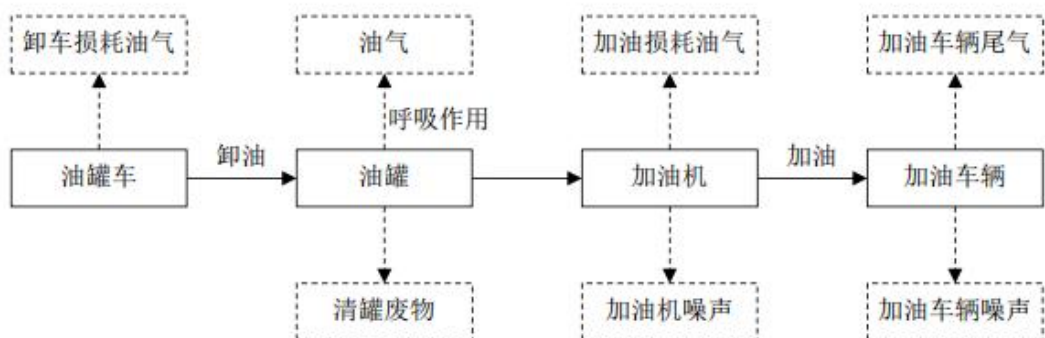 卸车损耗油气
油气
加油损耗油气
加油车辆尾气
呼吸作用
油罐车
卸油
油罐
加油机
加油
加油车辆
清罐废物
加油机噪声
加油车辆噪声